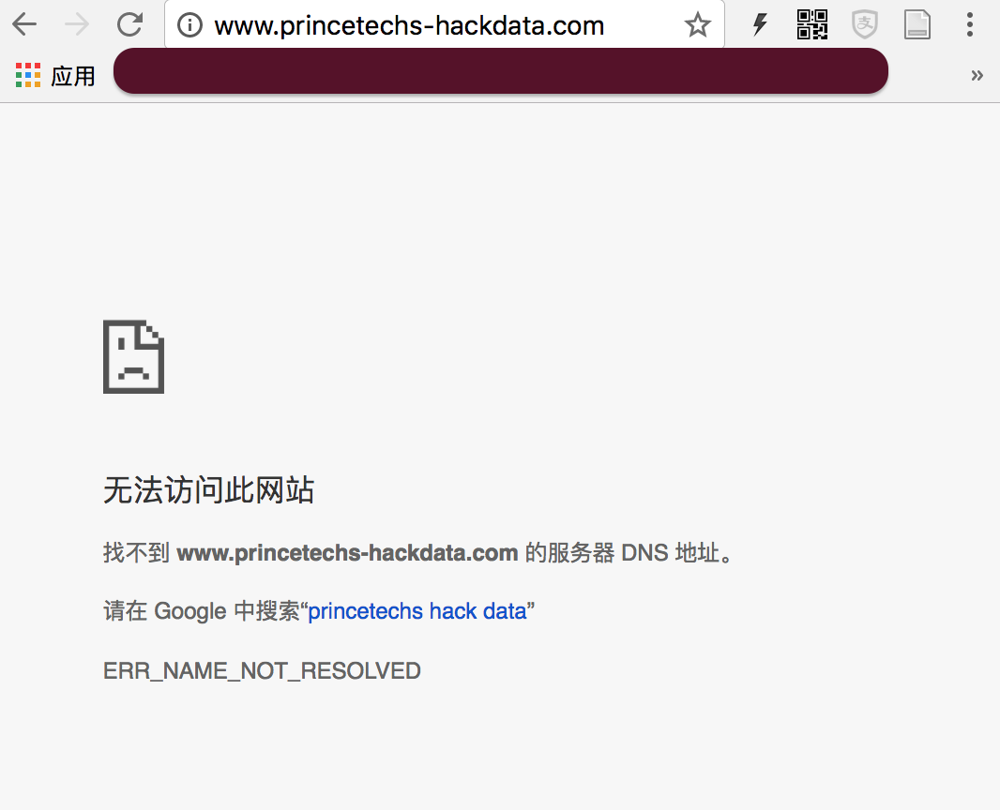 www.princetechs-hackdata.com
应用
»
无法访问此网站
找不到 www.princetechs-hackdata.com 的服务器 DNS 地址。
请在 Google 中搜索“princetechs hack data”
ERR_NAME_NOT_RESOLVED